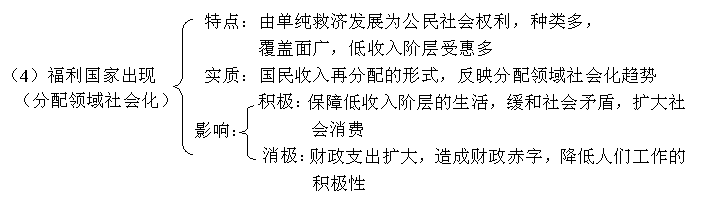 特点：由单纯救济发展为公民社会权利，种类多，
覆盖面广，低收入阶层受惠多
（4）福利国家出现
（分配领域社会化）
实质：国民收入再分配的形式，反映分配领域社会化趋势
影响：
积极：保障低收入阶层的生活，缓和社会矛盾，扩大社
会消费
消极：财政支出扩大，造成财政赤字，降低人们工作的
积极性